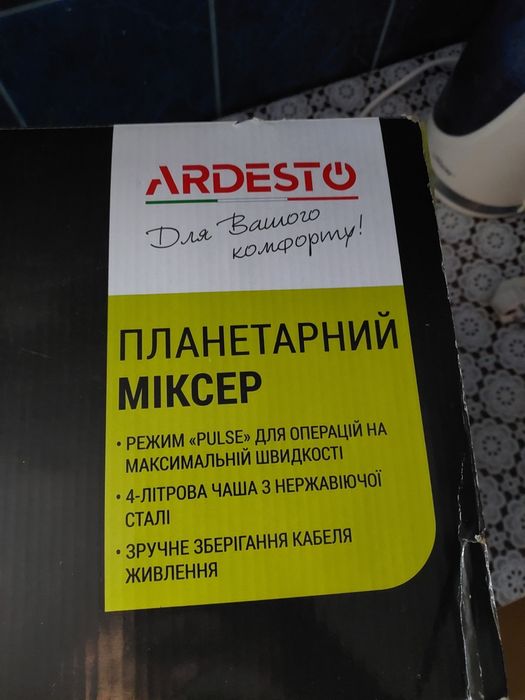 ARDESTO
Для Вашого
комфорту!
ПЛАНЕТАРНИЙ
МІКСЕР
• РЕЖИМ «PULSE» ДЛЯ ОПЕРАЦІЙ НА
МАКСИМАЛЬНІЙ ШВИДКОСТІ
• 4-ЛІТРОВА ЧАША З НЕРЖАВІЮЧОЇ
СТАЛІ
• ЗРУЧНЕ ЗБЕРІГАННЯ КАБЕЛЯ
ЖИВЛЕННЯ